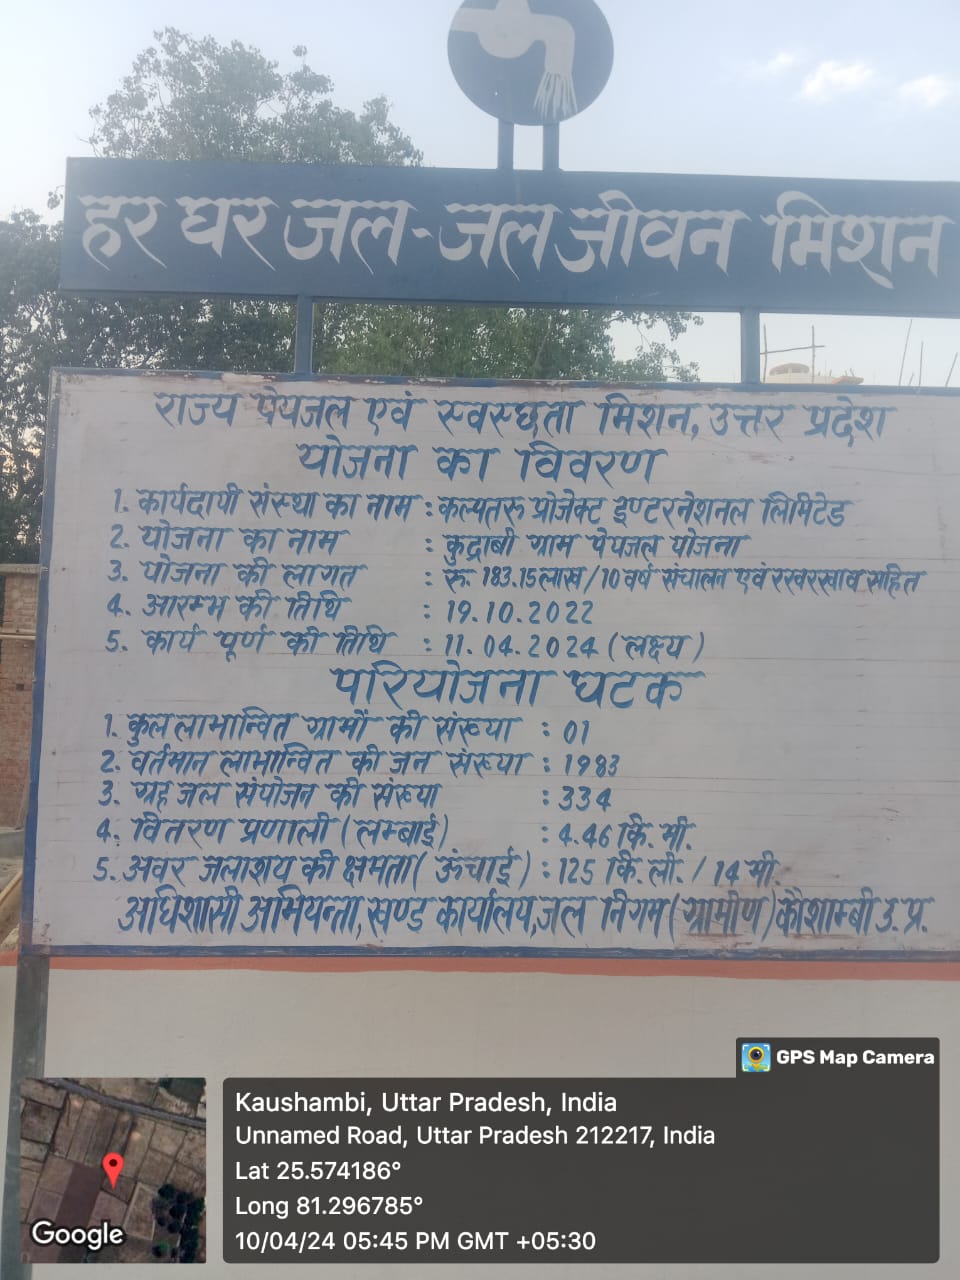 हर घर जल-जल जीवन मिशन
राज्य पेयजल एवं स्वस्छता मिशन, उत्तर प्रदेश
योजना का विवरण
1. कार्यदायी संस्था का नाम : कल्पतरू प्रोजेक्ट इण्टरनेशनल लिमिटेड
2. योजना का नाम : कुद्राबी ग्राम पेयजल योजना
3. योजना की लागत : रू. 183.15 लाख/10 वर्ष संचालन एवं रखरखाव सहित
4. आरम्भ की तिथि : 19.10.2022
5. कार्य पूर्ण की तिथि : 11.04.2024 (लक्ष्य)
परियोजना घटक
1. कुल लाभान्वित ग्रामों की संख्या : 01
2. वर्तमान लाभान्वित की जन संख्या : 1983
3. ग्रह जल संयोजन की संख्या : 334
4. वितरण प्रणाली (लम्बाई) : 4.46 कि.मी.
5. अवर जलाशय की क्षमता (ऊंचाई) : 125 कि.ली. / 14 मी.
अधिशासी अभियन्ता, खण्ड कार्यालय, जल निगम (ग्रामीण) कौशाम्बी उ.प्र.
GPS Map Camera
Kaushambi, Uttar Pradesh, India
Unnamed Road, Uttar Pradesh 212217, India
Lat 25.574186°
Long 81.296785°
10/04/24 05:45 PM GMT +05:30
Google